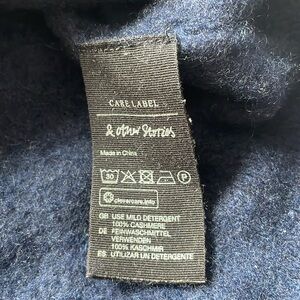 CARE LABEL
& other Stories
Made in China
30 P
clevercare.info
GB USE MILD DETERGENT
100% CASHMERE
DE FEINWASCHMITTEL
VERWENDEN
100% KASCHMIR
ES UTILIZAR UN DETERGENTE